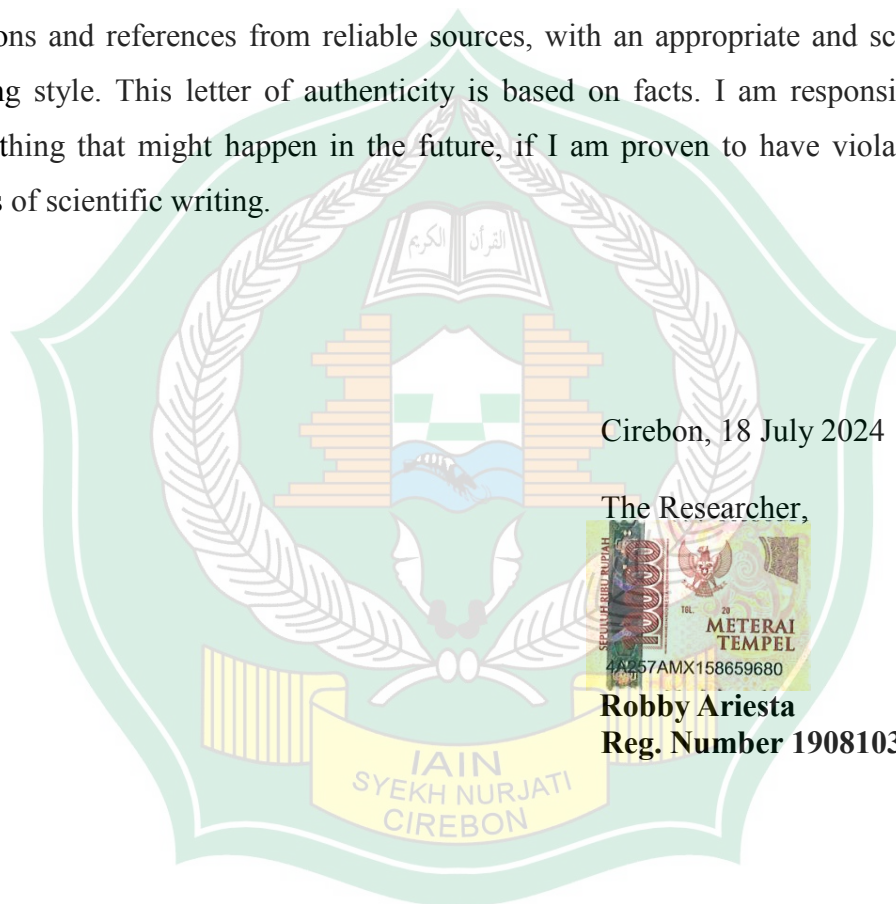 ons and references from reliable sources, with an appropriate and sc
ng style. This letter of authenticity is based on facts. I am responsi
thing that might happen in the future, if I am proven to have viola
s of scientific writing.
القرآن الكريم
Cirebon, 18 July 2024
The Researcher,
SEPULUH RIBU RUPIAH
10000
TGL. 20
METERAI
TEMPEL
4A257AMX158659680
Robby Ariesta
Reg. Number 1908103
IAIN
SYEKH NURJATI
CIREBON